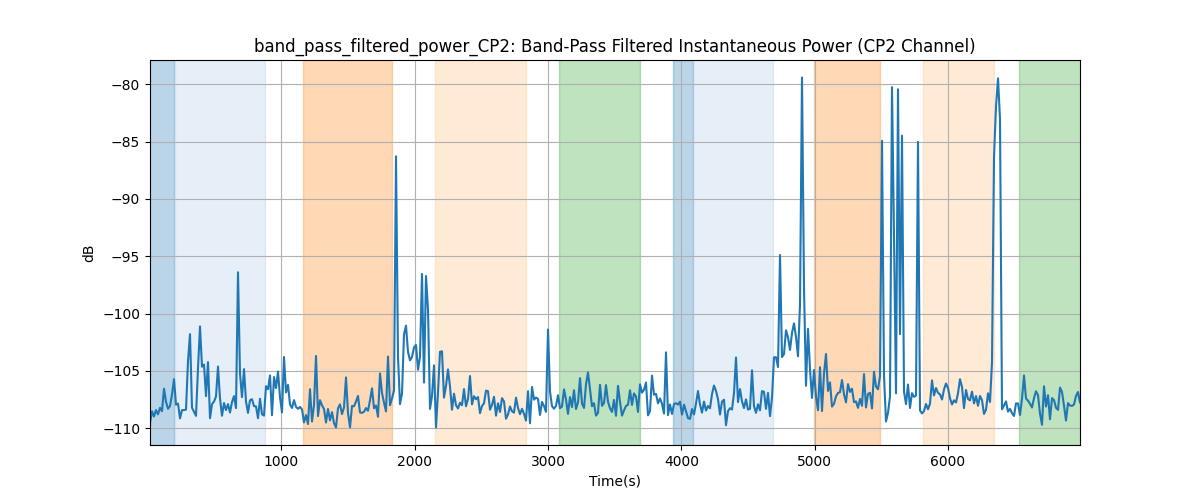 band_pass_filtered_power_CP2: Band-Pass Filtered Instantaneous Power (CP2 Channel)
−80
−85
−90
−95
−100
−105
−110
dB
1000 2000 3000 4000 5000 6000
Time(s)